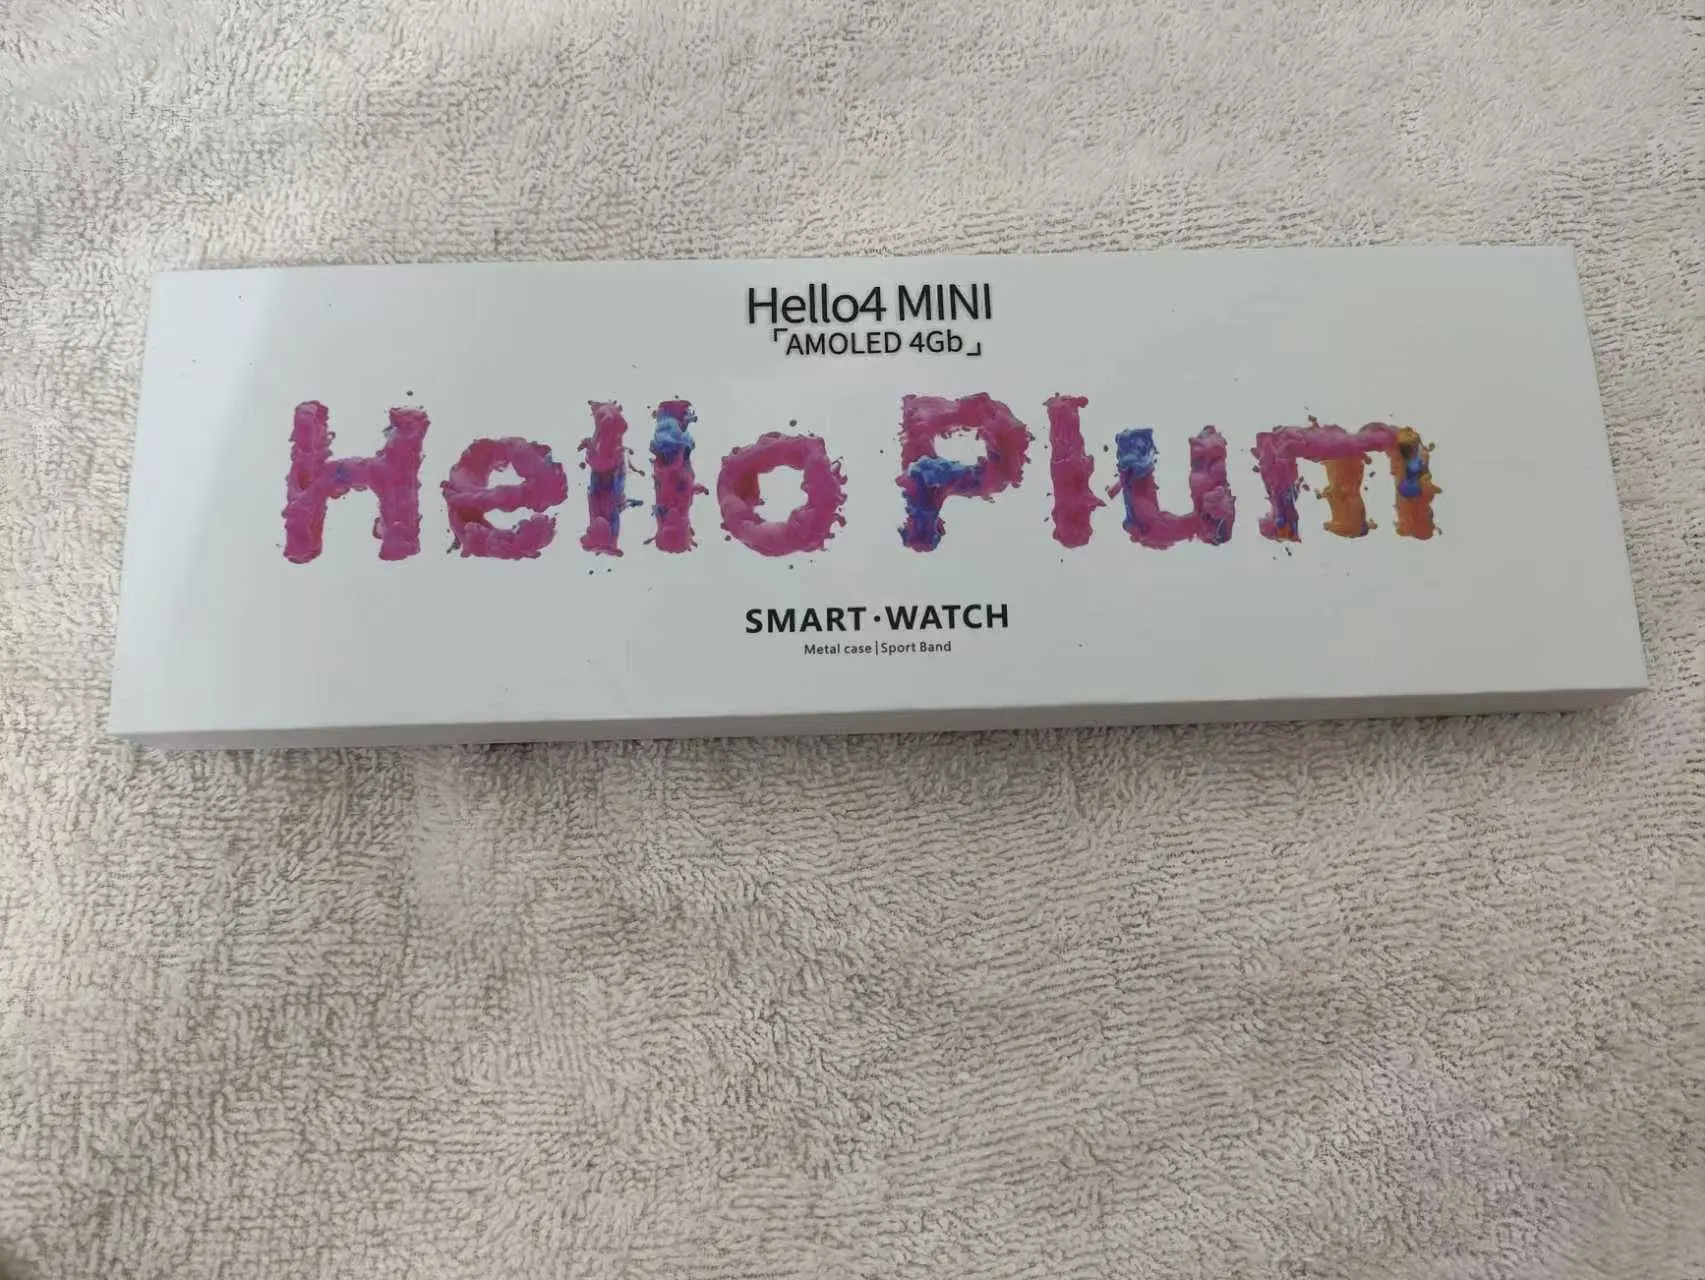 Hello4 MINI
「AMOLED 4Gb」
Hello Plum
SMART·WATCH
Metal case|Sport Band